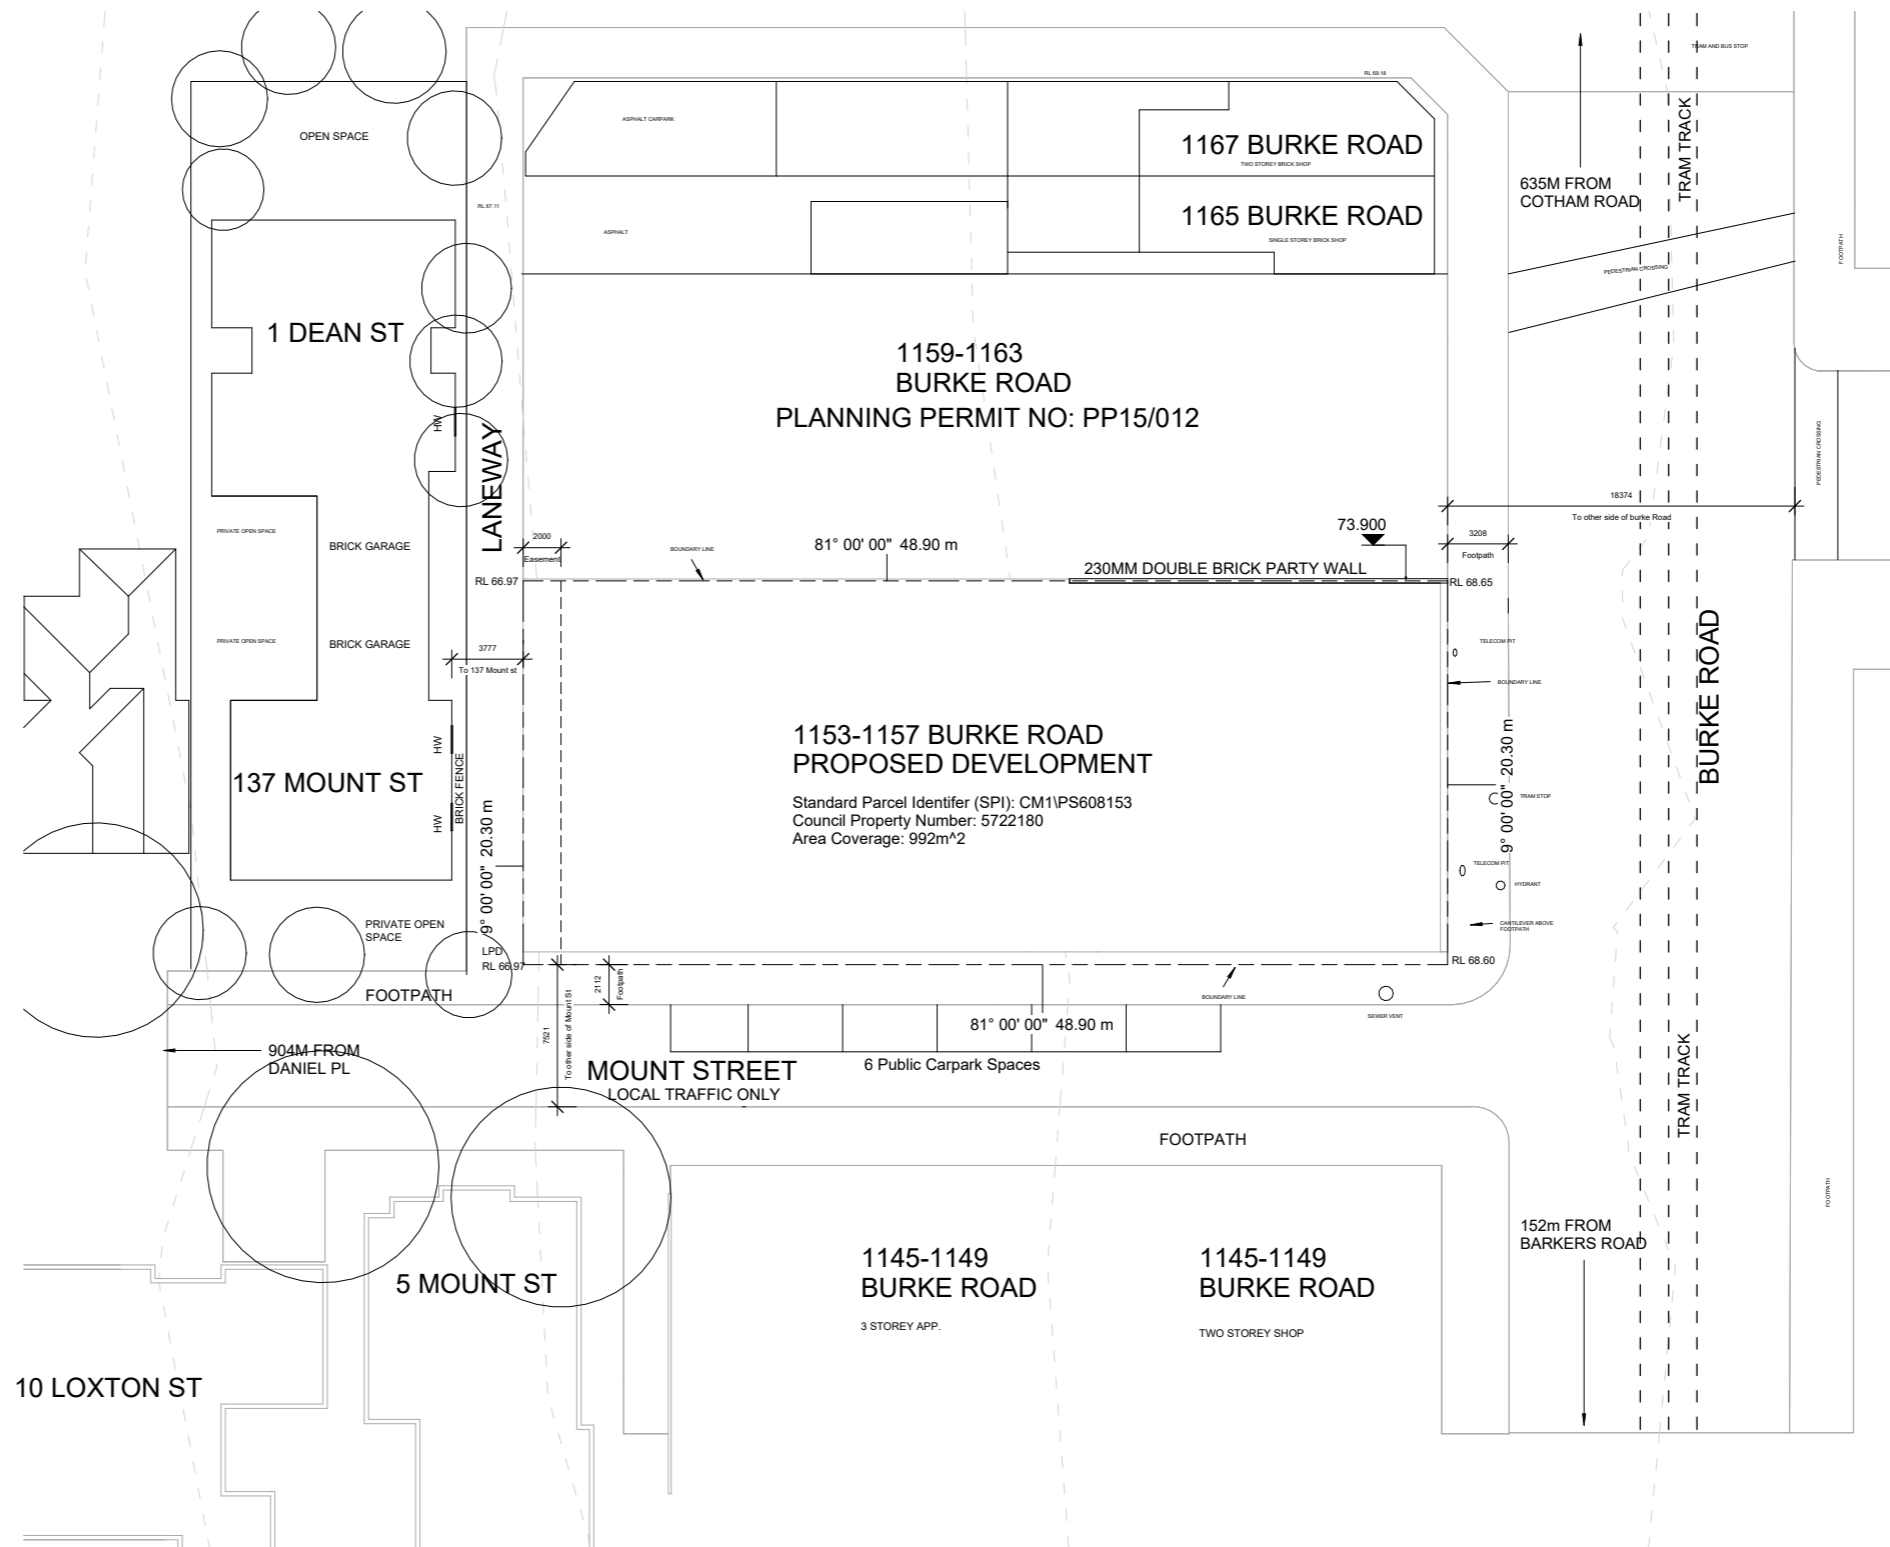 TRAM AND BUS STOP
RL 69.18
ASPHALT CARPARK
OPEN SPACE
1167 BURKE ROAD
TWO STOREY BRICK SHOP
TRAM TRACK
635M FROM
COTHAM ROAD
RL 67.11
1165 BURKE ROAD
SINGLE STOREY BRICK SHOP
ASPHALT
FOOTPATH
PEDESTRIAN CROSSING
1 DEAN ST
1159-1163
BURKE ROAD
PLANNING PERMIT NO: PP15/012
HW
LANEWAY
PEDESTRIAN CROSSING
18374
To other side of burke Road
PRIVATE OPEN SPACE
BRICK GARAGE
2000
Easement
BOUNDARY LINE
81° 00' 00" 48.90 m
73.900
3208
Footpath
230MM DOUBLE BRICK PARTY WALL
RL 66.97
RL 68.65
PRIVATE OPEN SPACE
BRICK GARAGE
3777
To 137 Mount st
TELECOM PIT
BOUNDARY LINE
BURKE ROAD
1153-1157 BURKE ROAD
PROPOSED DEVELOPMENT
Standard Parcel Identifer (SPI): CM1\PS608153
Council Property Number: 5722180
Area Coverage: 992m^2
HW
137 MOUNT ST
BRICK FENCE
HW
9° 00' 00" 20.30 m
9° 00' 00" 20.30 m
TRAM STOP
TELECOM PIT
HYDRANT
CANTILEVER ABOVE
FOOTPATH
PRIVATE OPEN
SPACE
LPD
RL 66.97
RL 68.60
FOOTPATH
2112
Footpath
BOUNDARY LINE
SEWER VENT
81° 00' 00" 48.90 m
7521
To other side of Mount St
904M FROM
DANIEL PL
MOUNT STREET
LOCAL TRAFFIC ONLY
6 Public Carpark Spaces
TRAM TRACK
FOOTPATH
FOOTPATH
152m FROM
BARKERS ROAD
5 MOUNT ST
1145-1149
BURKE ROAD
3 STOREY APP.
1145-1149
BURKE ROAD
TWO STOREY SHOP
10 LOXTON ST